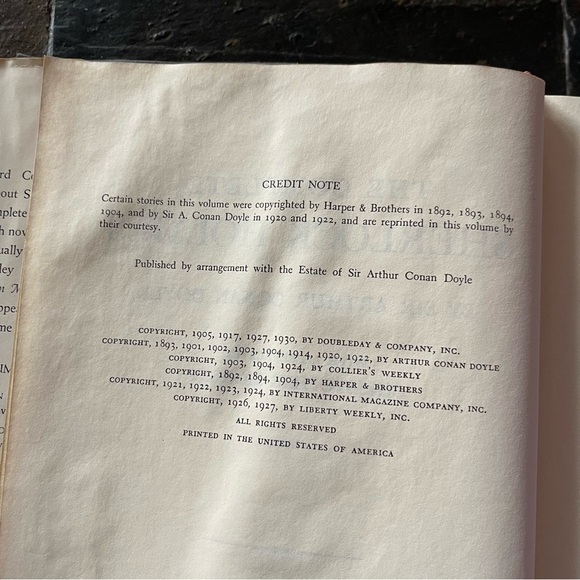 CREDIT NOTE
Certain stories in this volume were copyrighted by Harper & Brothers in 1892, 1893, 1894,
1904, and by Sir A. Conan Doyle in 1920 and 1922, and are reprinted in this volume by
their courtesy.
Published by arrangement with the Estate of Sir Arthur Conan Doyle
COPYRIGHT, 1905, 1917, 1927, 1930, BY DOUBLEDAY & COMPANY, INC.
COPYRIGHT, 1893, 1901, 1902, 1903, 1904, 1914, 1920, 1922, BY ARTHUR CONAN DOYLE
COPYRIGHT, 1903, 1904, 1924, BY COLLIER'S WEEKLY
COPYRIGHT, 1892, 1894, 1904, BY HARPER & BROTHERS
COPYRIGHT, 1921, 1922, 1923, 1924, BY INTERNATIONAL MAGAZINE COMPANY, INC.
COPYRIGHT, 1926, 1927, BY LIBERTY WEEKLY, INC.
ALL RIGHTS RESERVED
PRINTED IN THE UNITED STATES OF AMERICA